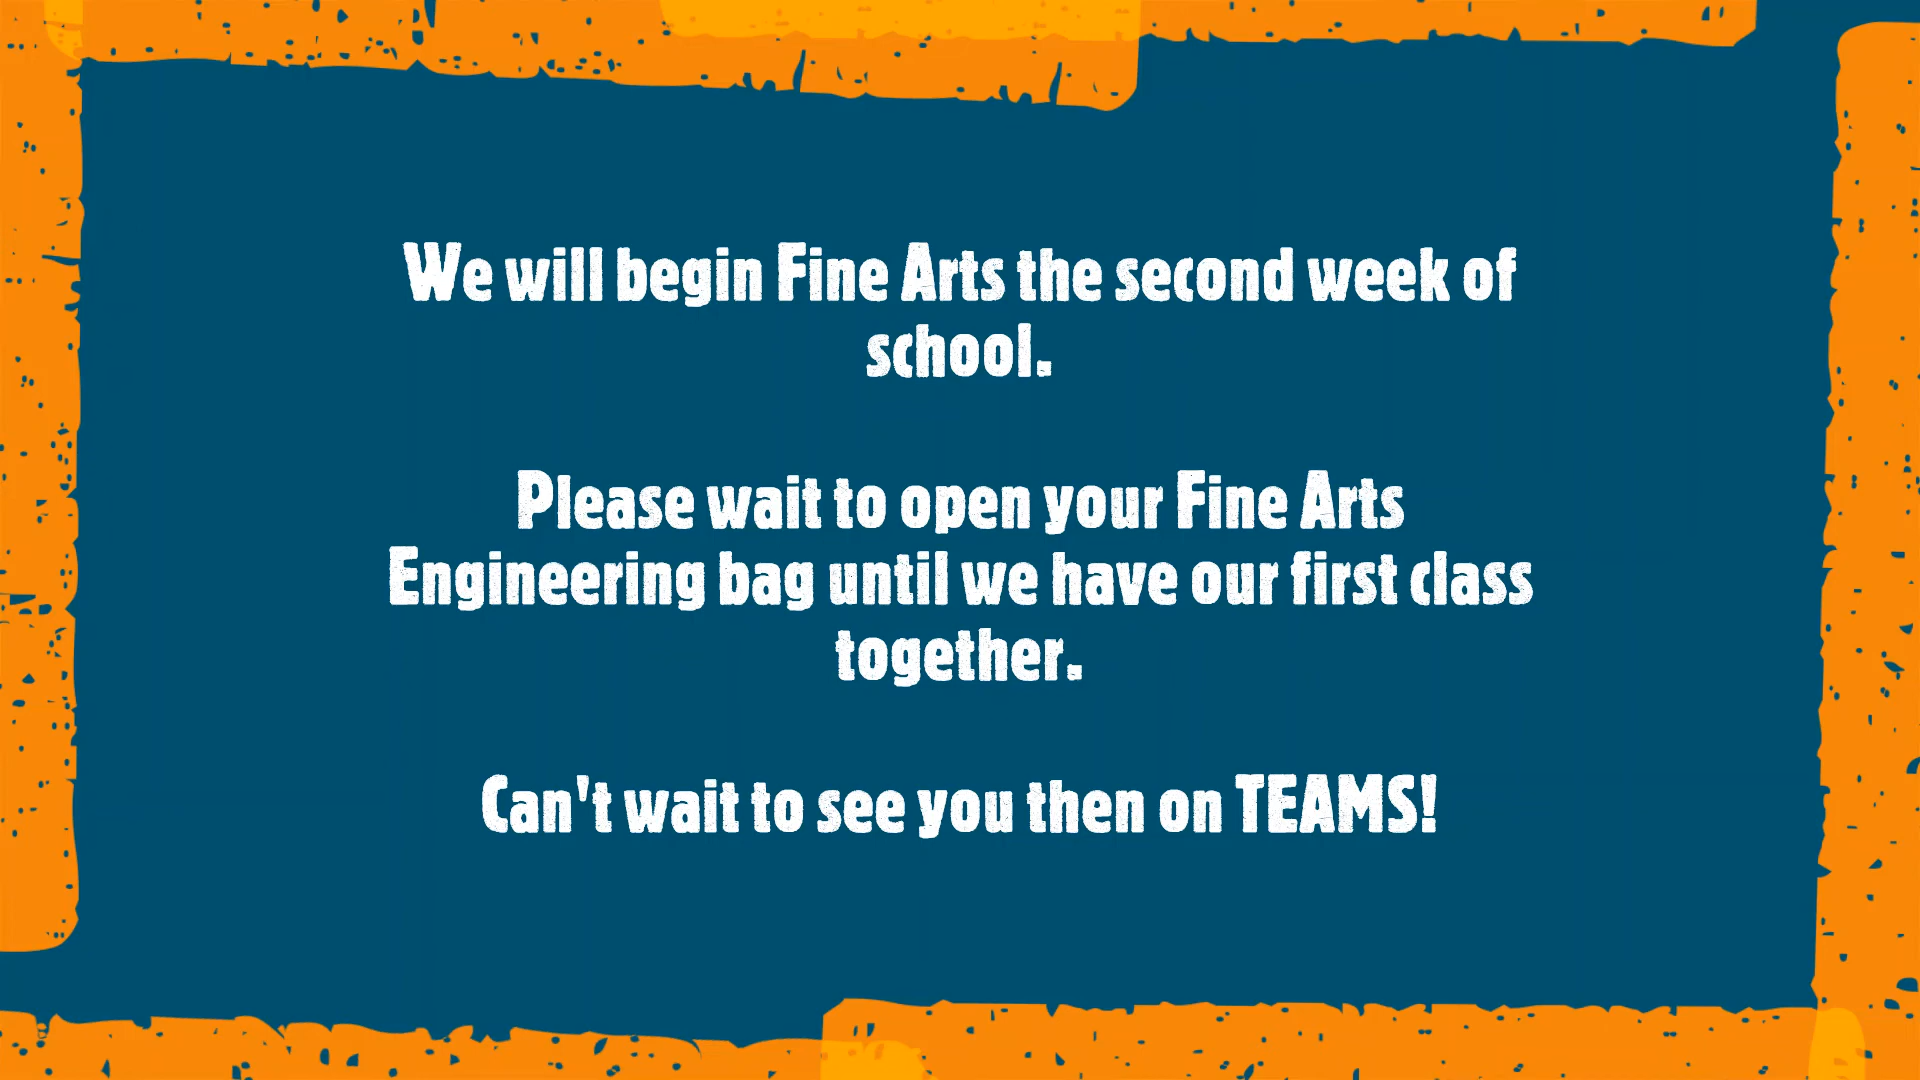 We will begin Fine Arts the second week of
school.
Please wait to open your Fine Arts
Engineering bag until we have our first class
together.
Can't wait to see you then on TEAMS!